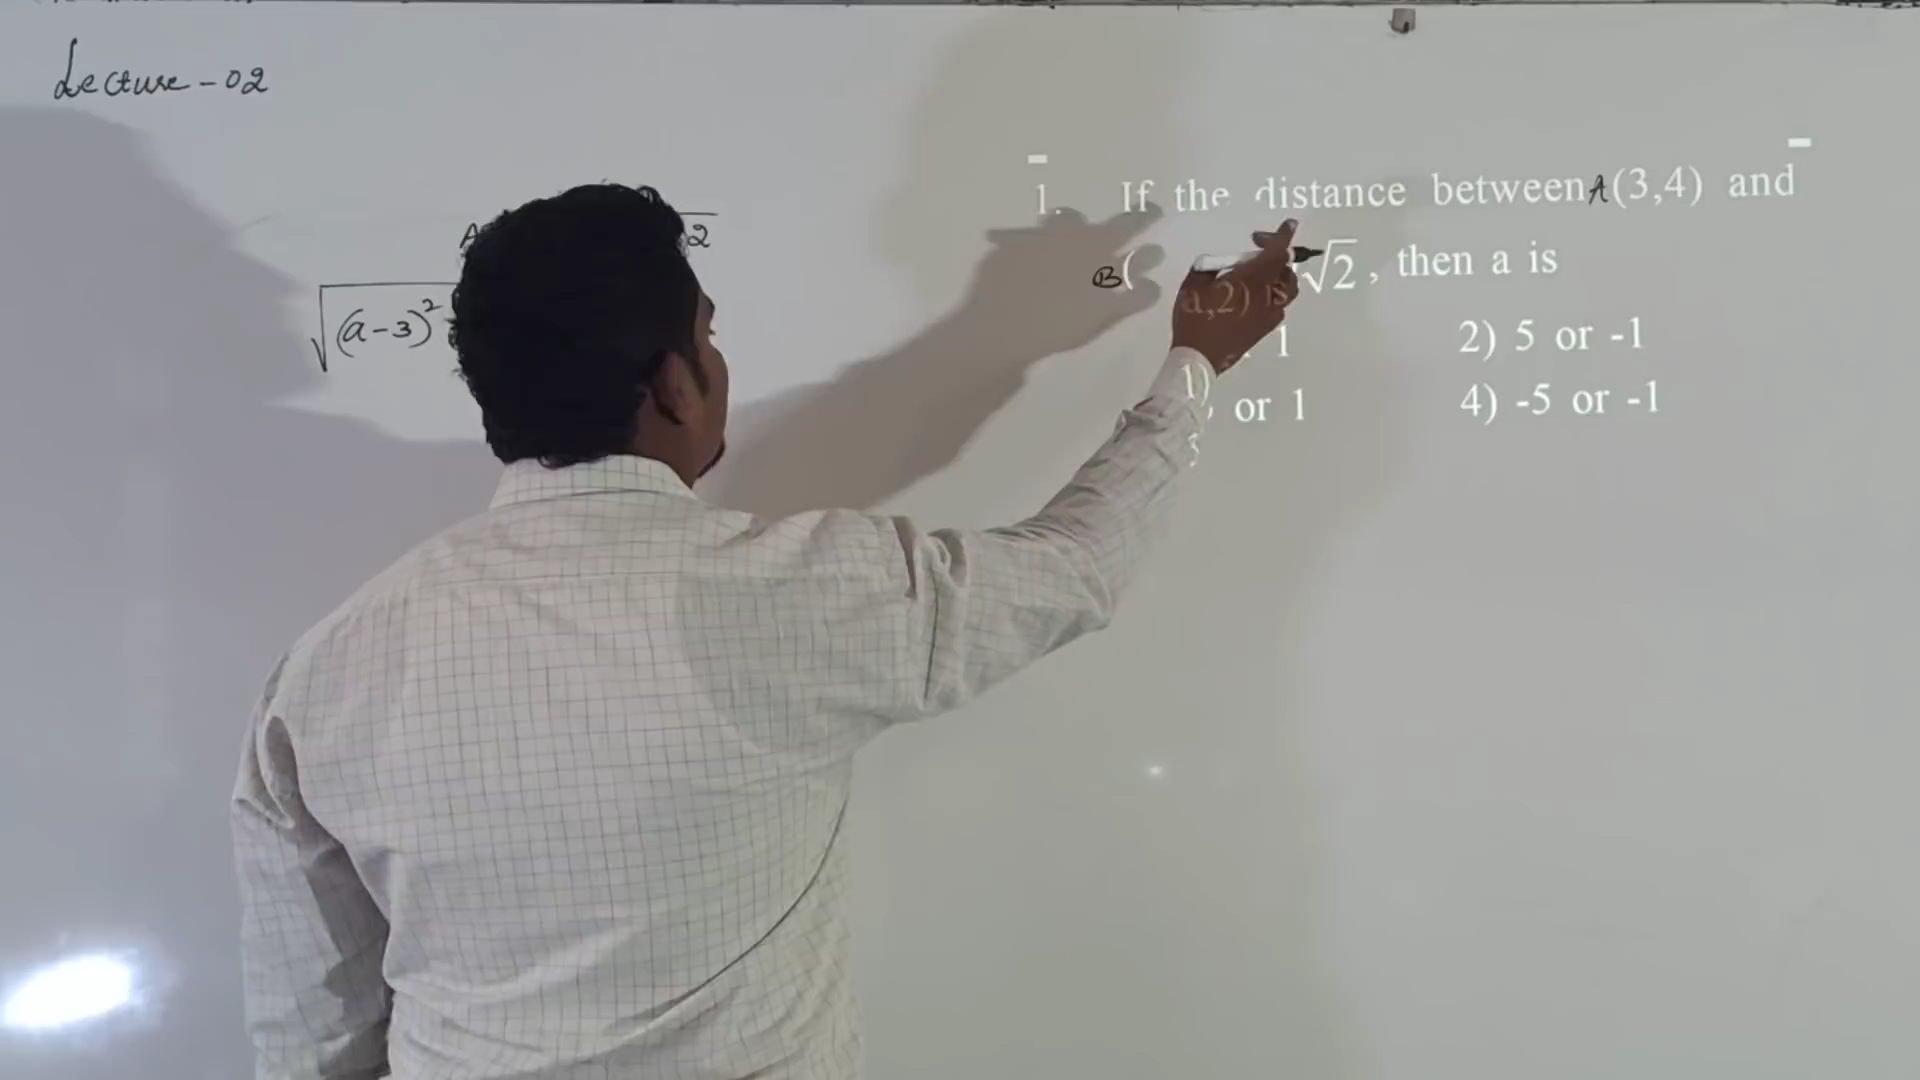 Lecture - 02
1. If the distance between A(3,4) and
B(a,2) is √2, then a is
1
2) 5 or -1
or 1
4) -5 or -1
A 2
√(a-3)²